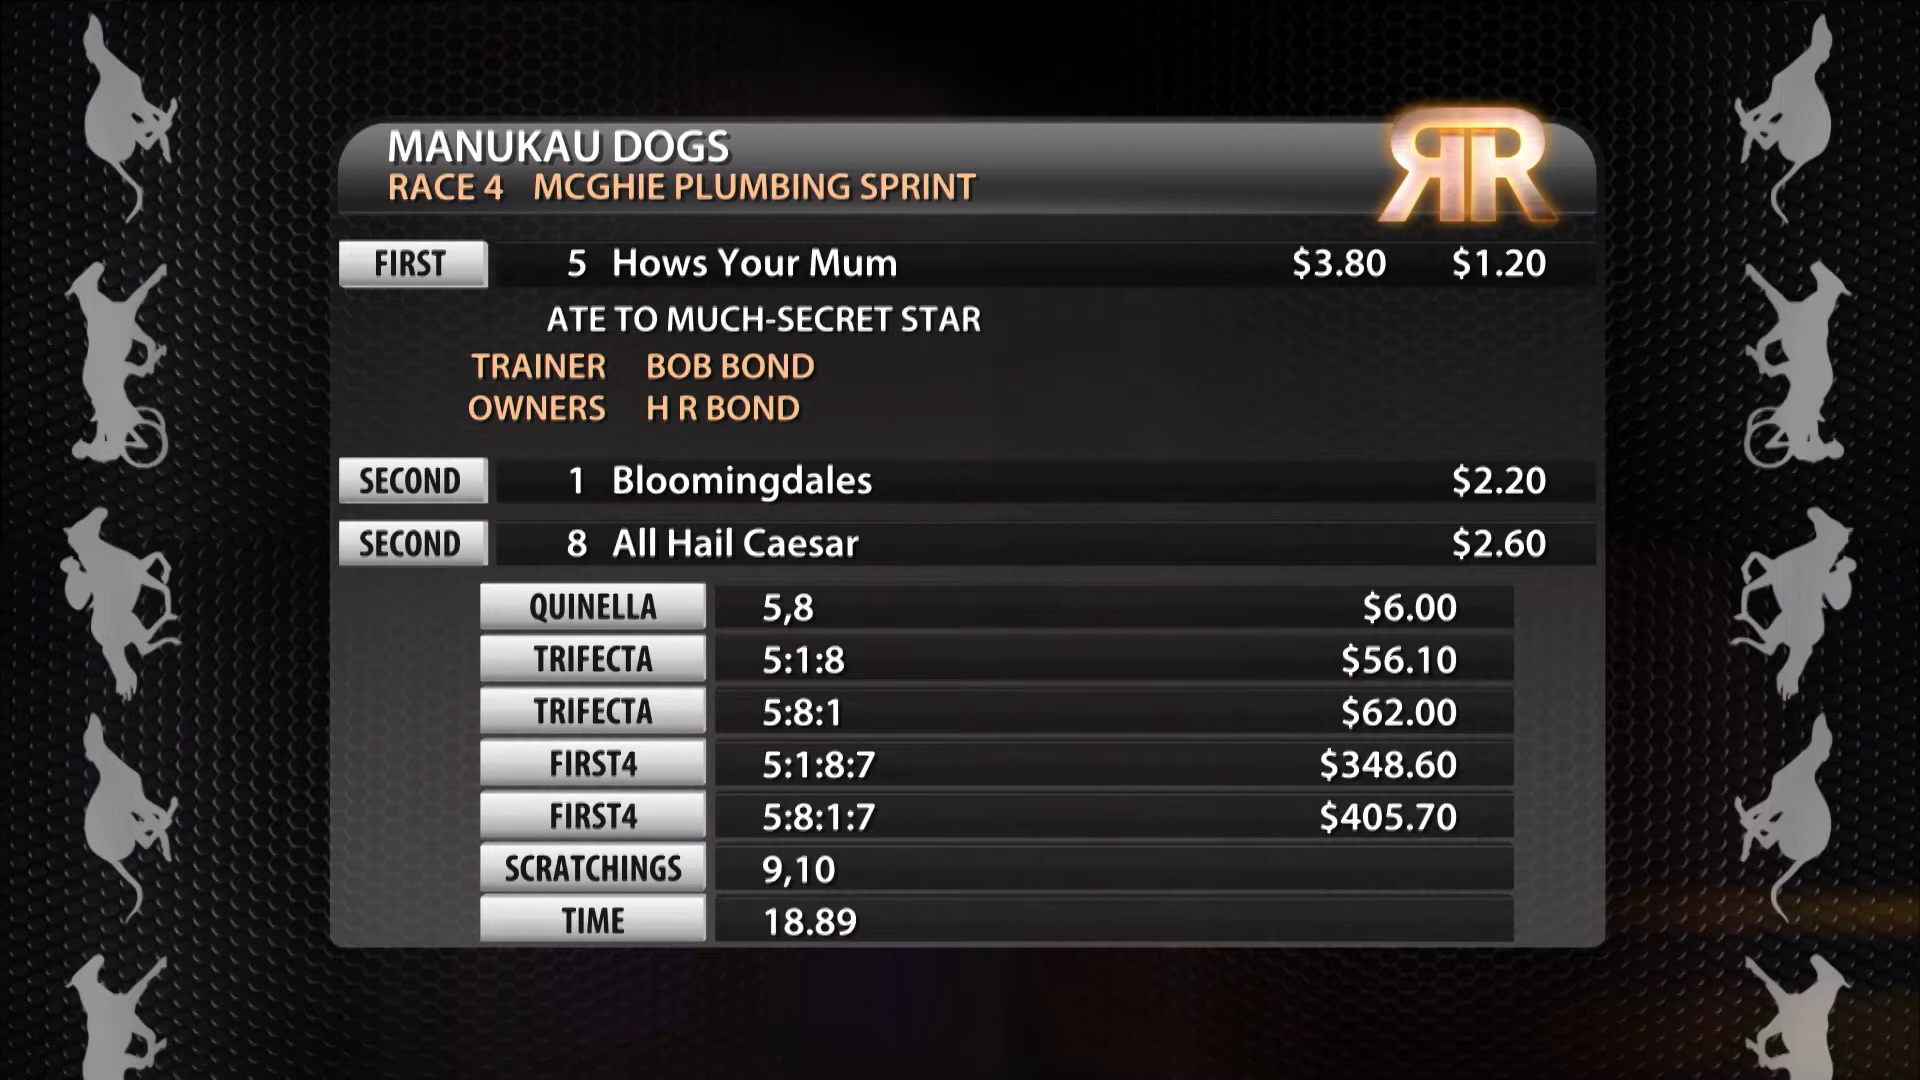 MANUKAU DOGS
RACE 4 MCGHIE PLUMBING SPRINT
RR
FIRST 5 Hows Your Mum $3.80 $1.20
ATE TO MUCH-SECRET STAR
TRAINER BOB BOND
OWNERS H R BOND
SECOND 1 Bloomingdales $2.20
SECOND 8 All Hail Caesar $2.60
QUINELLA 5,8 $6.00
TRIFECTA 5:1:8 $56.10
TRIFECTA 5:8:1 $62.00
FIRST4 5:1:8:7 $348.60
FIRST4 5:8:1:7 $405.70
SCRATCHINGS 9,10
TIME 18.89